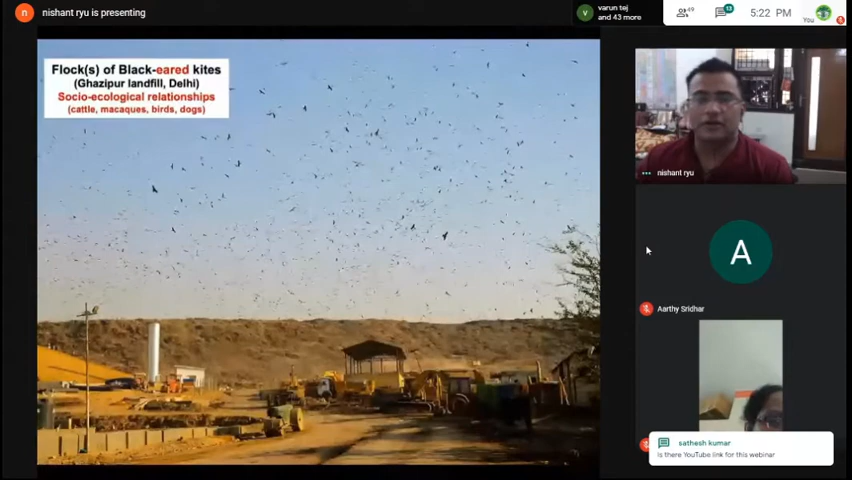 n
nishant ryu is presenting
v
varun tej
and 43 more
49
13
5:22 PM
You
Flock(s) of Black-eared kites
(Ghazipur landfill, Delhi)
Socio-ecological relationships
(cattle, macaques, birds, dogs)
nishant ryu
A
Aarthy Sridhar
sathesh kumar
Is there YouTube link for this webinar